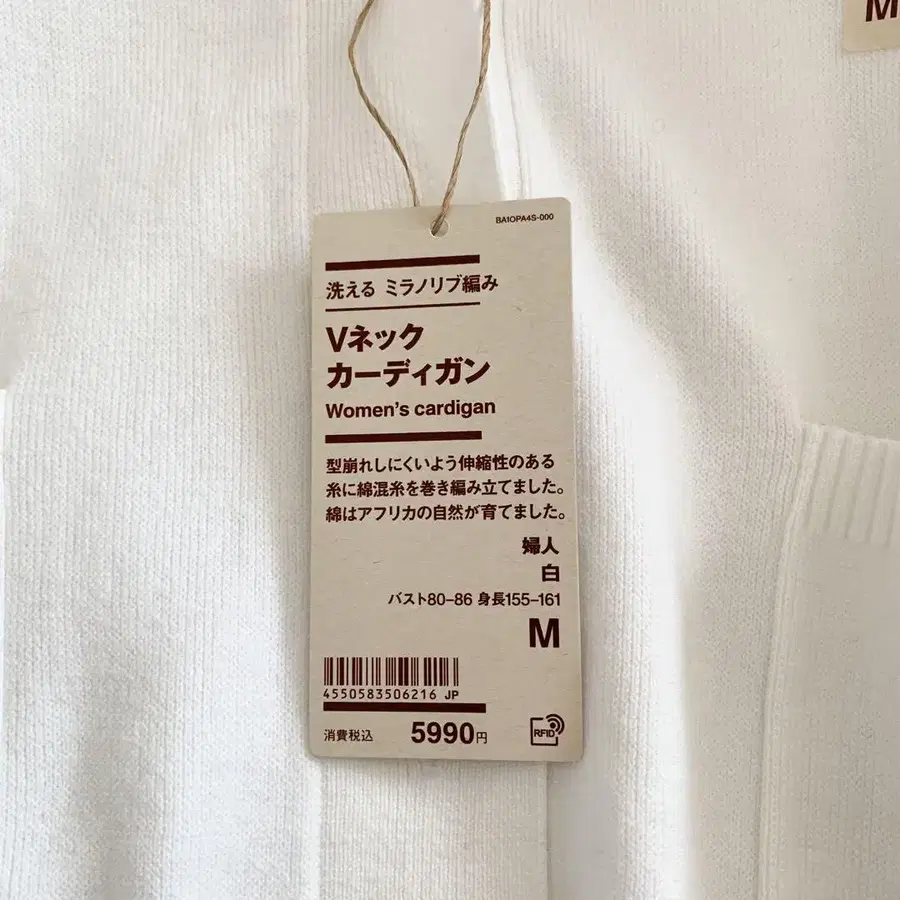 M
BA1OPA4S-000
洗える ミラノリブ編み
Vネック
カーディガン
Women's cardigan
型崩れしにくいよう伸縮性のある
糸に綿混糸を巻き編み立てました。
綿はアフリカの自然が育てました。
婦人
白
バスト80–86 身長155–161
M
4550583506216 JP
消費税込 5990円
RFID